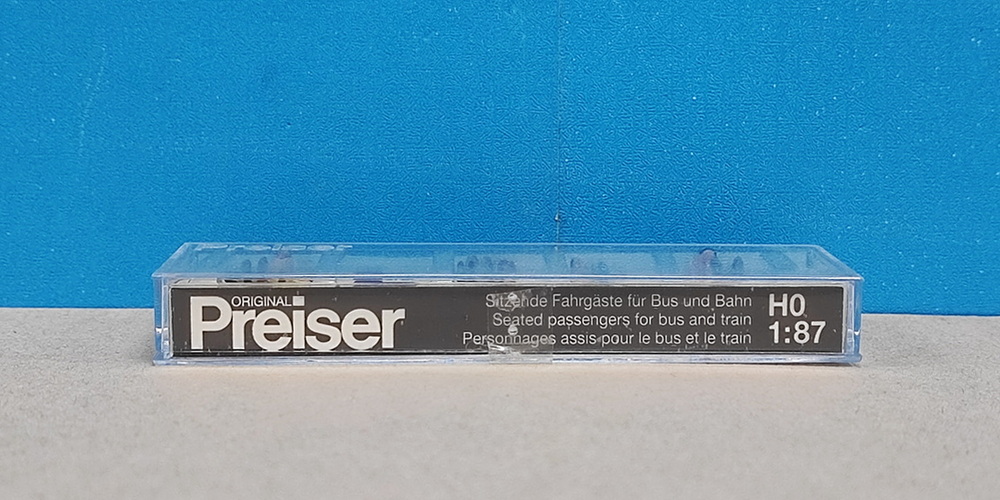 ORIGINAL
Preiser
Sitzende Fahrgäste für Bus und Bahn
Seated passengers for bus and train
Personnages assis pour le bus et le train
H0
1:87
Preiser